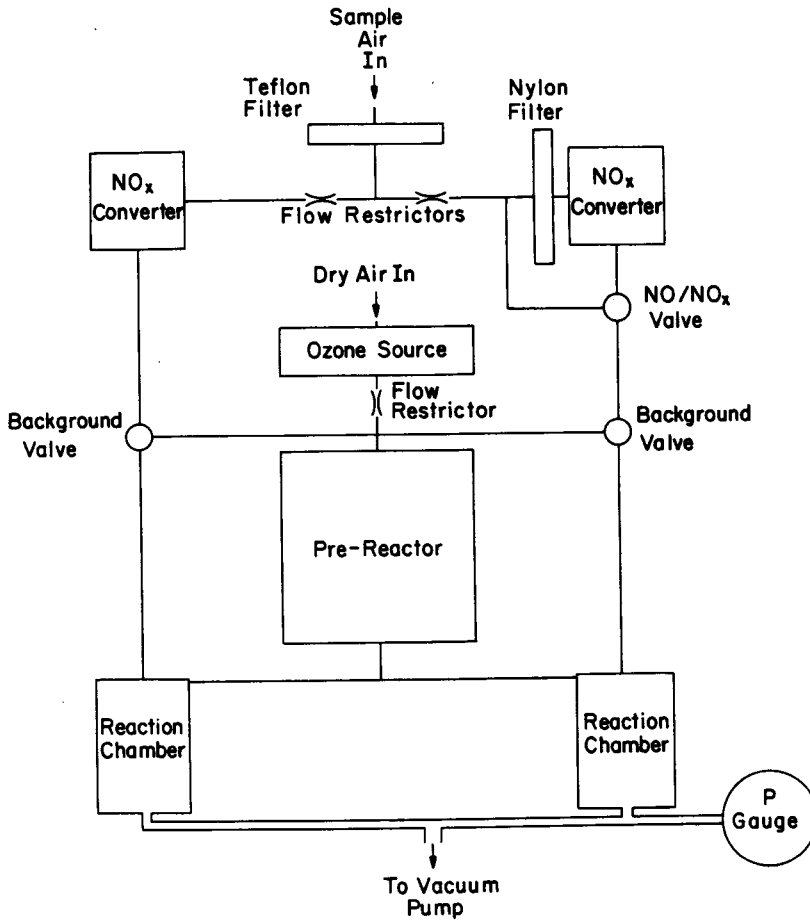 Sample
Air
In
Teflon
Filter
Nylon
Filter
NOx
Converter
Flow Restrictors
NOx
Converter
Dry Air In
NO/NOx
Valve
Ozone Source
Flow
Restrictor
Background
Valve
Background
Valve
Pre-Reactor
Reaction
Chamber
Reaction
Chamber
P
Gauge
To Vacuum
Pump